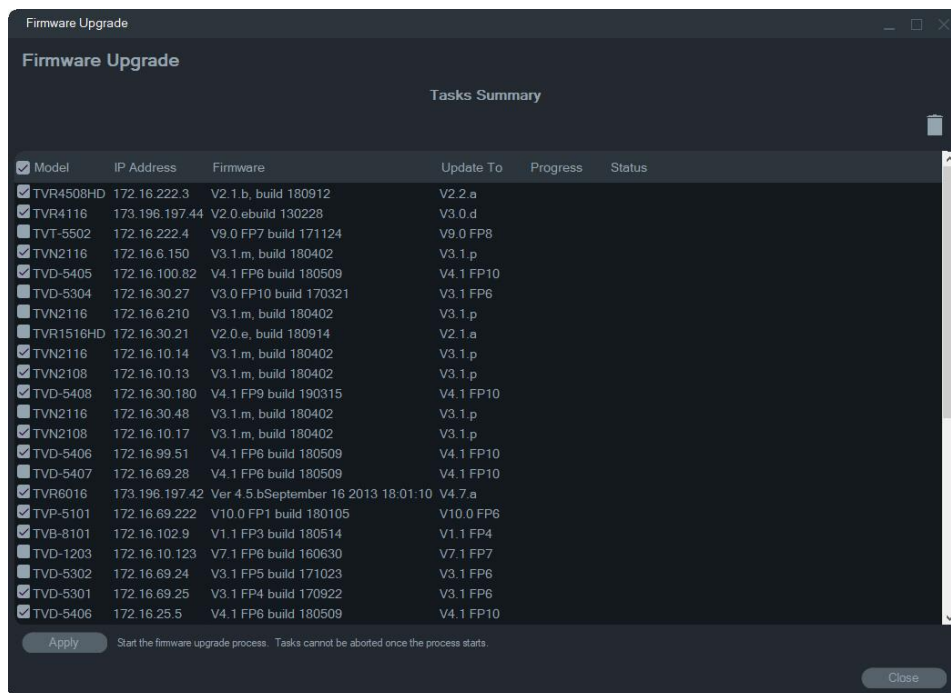 Firmware Upgrade
Firmware Upgrade
Tasks Summary
Model IP Address Firmware Update To Progress Status
TVR4508HD 172.16.222.3 V2.1.b, build 180912 V2.2.a
TVR4116 173.196.197.44 V2.0.ebuild 130228 V3.0.d
TVT-5502 172.16.222.4 V9.0 FP7 build 171124 V9.0 FP8
TVN2116 172.16.6.150 V3.1.m, build 180402 V3.1.p
TVD-5405 172.16.100.82 V4.1 FP6 build 180509 V4.1 FP10
TVD-5304 172.16.30.27 V3.0 FP10 build 170321 V3.1 FP6
TVN2116 172.16.6.210 V3.1.m, build 180402 V3.1.p
TVR1516HD 172.16.30.21 V2.0.e, build 180914 V2.1.a
TVN2116 172.16.10.14 V3.1.m, build 180402 V3.1.p
TVN2108 172.16.10.13 V3.1.m, build 180402 V3.1.p
TVD-5408 172.16.30.180 V4.1 FP9 build 190315 V4.1 FP10
TVN2116 172.16.30.48 V3.1.m, build 180402 V3.1.p
TVN2108 172.16.10.17 V3.1.m, build 180402 V3.1.p
TVD-5406 172.16.99.51 V4.1 FP6 build 180509 V4.1 FP10
TVD-5407 172.16.69.28 V4.1 FP6 build 180509 V4.1 FP10
TVR6016 173.196.197.42 Ver 4.5.bSeptember 16 2013 18:01:10 V4.7.a
TVP-5101 172.16.69.222 V10.0 FP1 build 180105 V10.0 FP6
TVB-8101 172.16.102.9 V1.1 FP3 build 180514 V1.1 FP4
TVD-1203 172.16.10.123 V7.1 FP6 build 160630 V7.1 FP7
TVD-5302 172.16.69.24 V3.1 FP5 build 171023 V3.1 FP6
TVD-5301 172.16.69.25 V3.1 FP4 build 170922 V3.1 FP6
TVD-5406 172.16.25.5 V4.1 FP6 build 180509 V4.1 FP10
Apply Start the firmware upgrade process. Tasks cannot be aborted once the process starts.
Close